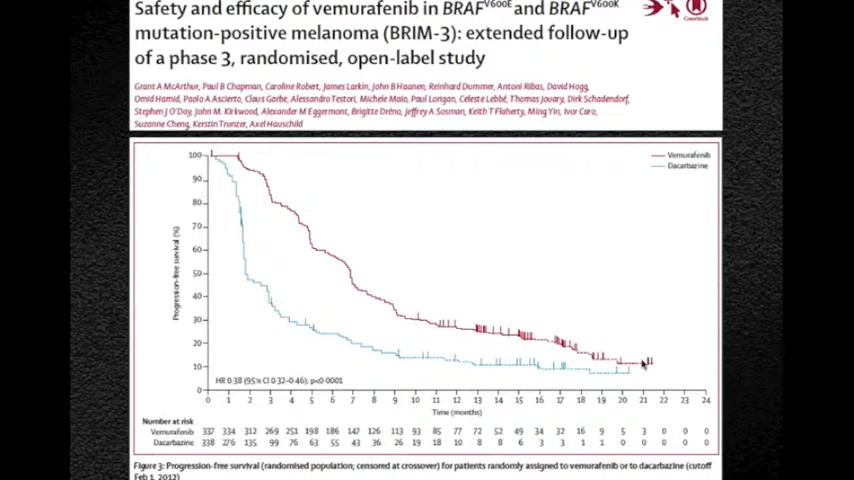 Safety and efficacy of vemurafenib in BRAFV600E and BRAFV600K
mutation-positive melanoma (BRIM-3): extended follow-up
of a phase 3, randomised, open-label study
Grant A McArthur, Paul B Chapman, Caroline Robert, James Larkin, John B Haanen, Reinhard Dummer, Antoni Ribas, David Hogg,
Omid Hamid, Paolo A Ascierto, Claus Garbe, Alessandro Testori, Michele Maio, Paul Lorigan, Celeste Lebbé, Thomas Jouary, Dirk Schadendorf,
Stephen J O'Day, John M. Kirkwood, Alexander M Eggermont, Brigitte Dréno, Jeffrey A Sosman, Keith T Flaherty, Ming Yin, Ivor Caro,
Suzanne Cheng, Kerstin Trunzer, Axel Hauschild
CrossMark
Vemurafenib
Dacarbazine
Progression-free survival (%)
100
90
80
70
60
50
40
30
20
10
0
HR 0·38 (95% CI 0·32–0·46); p<0·0001
0 1 2 3 4 5 6 7 8 9 10 11 12 13 14 15 16 17 18 19 20 21 22 23 24
Time (months)
Number at risk
Vemurafenib 337 334 312 269 251 198 186 147 126 113 93 85 77 72 52 49 34 32 16 9 5 3 0 0 0
Dacarbazine 338 276 135 99 76 63 55 43 36 26 19 18 10 8 8 6 3 3 1 1 0 0 0 0 0
Figure 3: Progression-free survival (randomised population; censored at crossover) for patients randomly assigned to vemurafenib or to dacarbazine (cutoff
Feb 1, 2012)